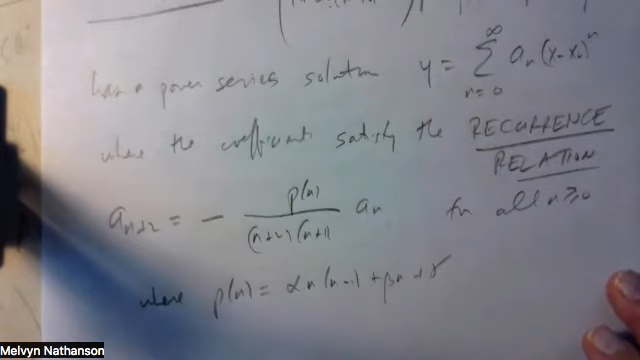 has a power series solution y = ∑_{n=0}^{∞} a_n (x-x_0)^n
where the coefficients satisfy the RECURRENCE
RELATION
a_{n+2} = - p(n) / (n+2)(n+1) a_n for all n ≥ 0
where p(n) = α n(n-1) + βn + γ
Melvyn Nathanson